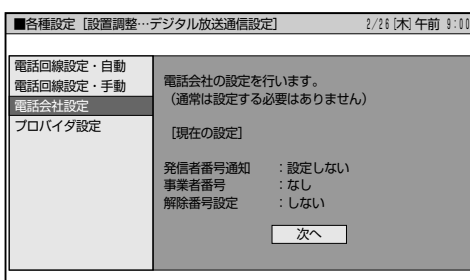 ■各種設定［設置調整…デジタル放送通信設定］ 2/26[木]午前 9:00
電話回線設定・自動
電話回線設定・手動
電話会社設定
プロバイダ設定
電話会社の設定を行います。
（通常は設定する必要はありません）
［現在の設定］
発信者番号通知 ：設定しない
事業者番号 ：なし
解除番号設定 ：しない
次へ